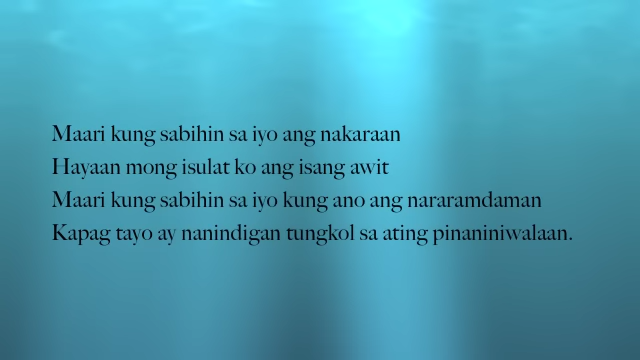 Maari kung sabihin sa iyo ang nakaraan
Hayaan mong isulat ko ang isang awit
Maari kung sabihin sa iyo kung ano ang nararamdaman
Kapag tayo ay nanindigan tungkol sa ating pinaniniwalaan.